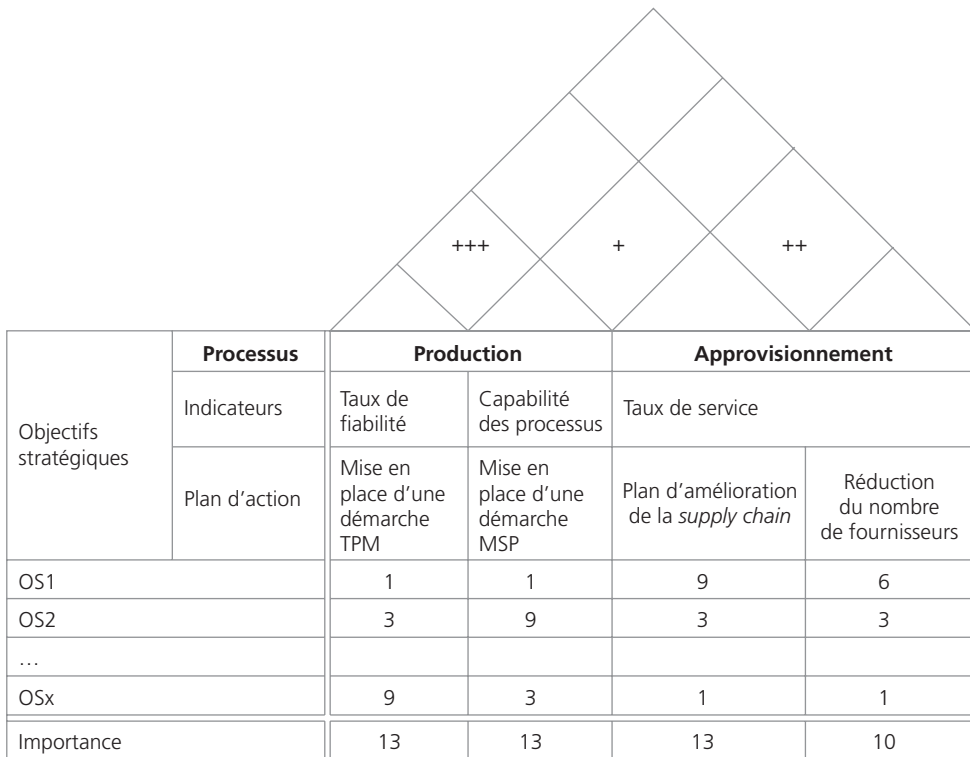 +++ + ++
Processus Production Approvisionnement
Objectifs
stratégiques
Indicateurs
Taux de
fiabilité
Capabilité
des processus
Taux de service
Plan d’action
Mise en
place d’une
démarche
TPM
Mise en
place d’une
démarche
MSP
Plan d’amélioration
de la supply chain
Réduction
du nombre
de fournisseurs
OS1 1 1 9 6
OS2 3 9 3 3
…
OSx 9 3 1 1
Importance 13 13 13 10